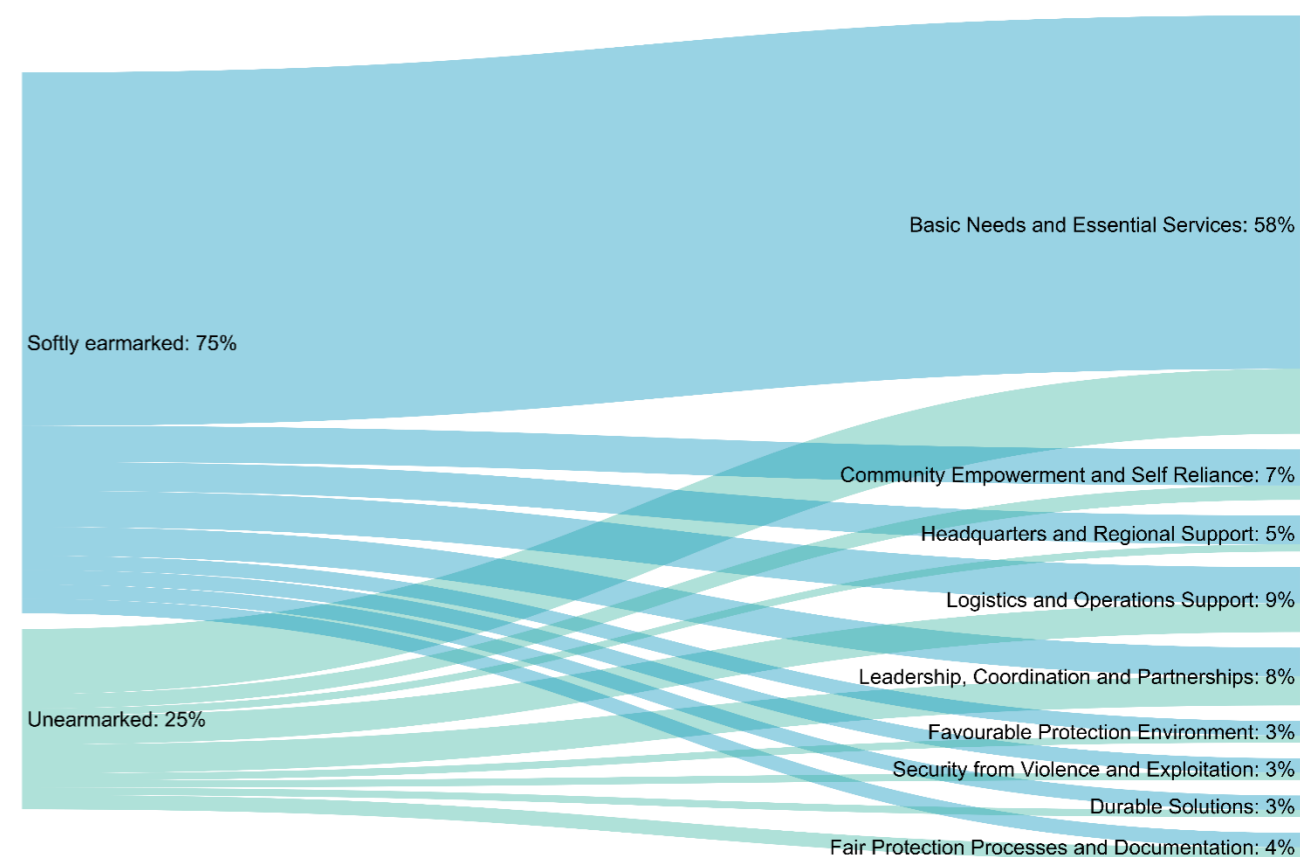 Basic Needs and Essential Services: 58%
Softly earmarked: 75%
Community Empowerment and Self Reliance: 7%
Headquarters and Regional Support: 5%
Logistics and Operations Support: 9%
Leadership, Coordination and Partnerships: 8%
Unearmarked: 25%
Favourable Protection Environment: 3%
Security from Violence and Exploitation: 3%
Durable Solutions: 3%
Fair Protection Processes and Documentation: 4%